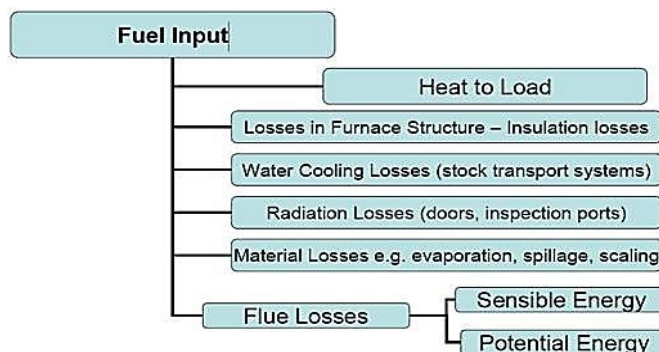 Fuel Input
Heat to Load
Losses in Furnace Structure – Insulation losses
Water Cooling Losses (stock transport systems)
Radiation Losses (doors, inspection ports)
Material Losses e.g. evaporation, spillage, scaling
Flue Losses
Sensible Energy
Potential Energy